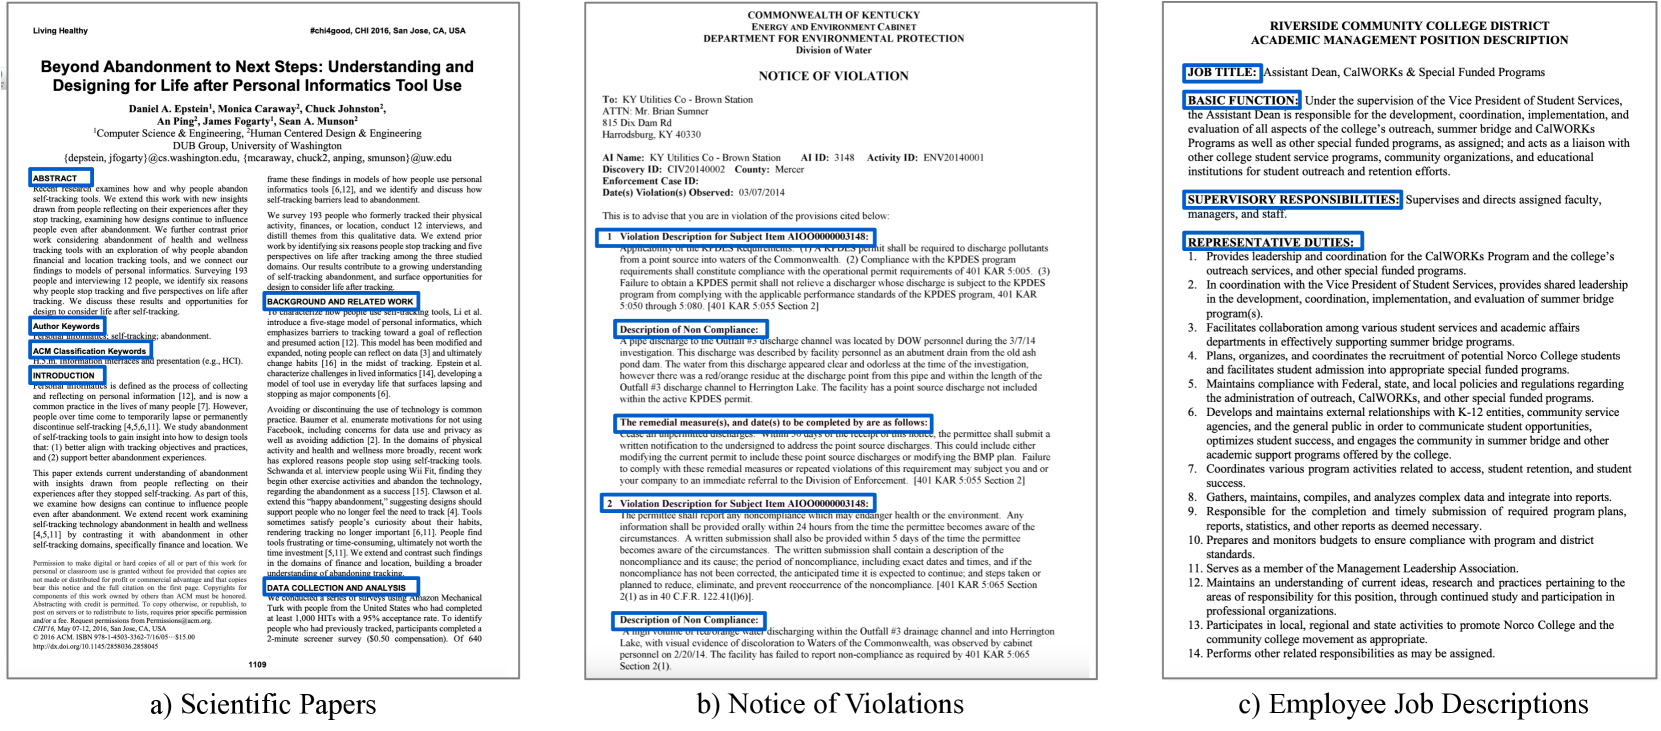 Living Healthy
#chi4good, CHI 2016, San Jose, CA, USA
Beyond Abandonment to Next Steps: Understanding and
Designing for Life after Personal Informatics Tool Use
Daniel A. Epstein¹, Monica Caraway², Chuck Johnston²,
An Ping², James Fogarty¹, Sean A. Munson²
¹Computer Science & Engineering, ²Human Centered Design & Engineering
DUB Group, University of Washington
{depstein, jfogarty}@cs.washington.edu, {mcaraway, chuck2, anping, smunson}@uw.edu
ABSTRACT
Recent research examines how and why people abandon
self-tracking tools. We extend this work with new insights
drawn from people reflecting on their experiences after they
stop tracking, examining how designs continue to influence
people even after abandonment. We further contrast prior
work considering abandonment of health and wellness
tracking tools with an exploration of why people abandon
financial and location tracking tools, and we connect our
findings to models of personal informatics. Surveying 193
people and interviewing 12 people, we identify six reasons
why people stop tracking and five perspectives on life after
tracking. We discuss these results and opportunities for
design to consider life after self-tracking.
Author Keywords
Personal informatics; self-tracking; abandonment.
ACM Classification Keywords
H.5.m. Information interfaces and presentation (e.g., HCI).
INTRODUCTION
Personal informatics is defined as the process of collecting
and reflecting on personal information [12], and is now a
common practice in the lives of many people [7]. However,
people over time come to temporarily lapse or permanently
discontinue self-tracking [4,5,6,11]. We study abandonment
of self-tracking tools to gain insight into how to design tools
that: (1) better align with tracking objectives and practices,
and (2) support better abandonment experiences.
This paper extends current understanding of abandonment
with insights drawn from people reflecting on their
experiences after they stopped self-tracking. As part of this,
we examine how designs can continue to influence people
even after abandonment. We extend recent work examining
self-tracking technology abandonment in health and wellness
[4,5,11] by contrasting it with abandonment in other
self-tracking domains, specifically finance and location. We
Permission to make digital or hard copies of all or part of this work for
personal or classroom use is granted without fee provided that copies are
not made or distributed for profit or commercial advantage and that copies
bear this notice and the full citation on the first page. Copyrights for
components of this work owned by others than ACM must be honored.
Abstracting with credit is permitted. To copy otherwise, or republish, to
post on servers or to redistribute to lists, requires prior specific permission
and/or a fee. Request permissions from Permissions@acm.org.
CHI'16, May 07-12, 2016, San Jose, CA, USA
© 2016 ACM. ISBN 978-1-4503-3362-7/16/05···$15.00
http://dx.doi.org/10.1145/2858036.2858045
frame these findings in models of how people use personal
informatics tools [6,12], and we identify and discuss how
self-tracking barriers lead to abandonment.
We survey 193 people who formerly tracked their physical
activity, finances, or location, conduct 12 interviews, and
distill themes from this qualitative data. We extend prior
work by identifying six reasons people stop tracking and five
perspectives on life after tracking among the three studied
domains. Our results contribute to a growing understanding
of self-tracking abandonment, and surface opportunities for
design to consider life after tracking.
BACKGROUND AND RELATED WORK
To characterize how people use self-tracking tools, Li et al.
introduce a five-stage model of personal informatics, which
emphasizes barriers to tracking toward a goal of reflection
and presumed action [12]. This model has been modified and
expanded, noting people can reflect on data [3] and ultimately
change habits [16] in the midst of tracking. Epstein et al.
characterize challenges in lived informatics [14], developing a
model of tool use in everyday life that surfaces lapsing and
stopping as major components [6].
Avoiding or discontinuing the use of technology is common
practice. Baumer et al. enumerate motivations for not using
Facebook, including concerns for data use and privacy as
well as avoiding addiction [2]. In the domains of physical
activity and health and wellness more broadly, recent work
has explored reasons people stop using self-tracking tools.
Schwanda et al. interview people using Wii Fit, finding they
begin other exercise activities and abandon the technology,
regarding the abandonment as a success [15]. Clawson et al.
extend this “happy abandonment,” suggesting designs should
support people who no longer feel the need to track [4]. Tools
sometimes satisfy people's curiosity about their habits,
rendering tracking no longer important [6,11]. People find
tools frustrating or time-consuming, ultimately not worth the
time investment [5,11]. We extend and contrast such findings
in the domains of finance and location, building a broader
understanding of abandoning tracking.
DATA COLLECTION AND ANALYSIS
We conducted a series of surveys using Amazon Mechanical
Turk with people from the United States who had completed
at least 1,000 HITs with a 95% acceptance rate. To identify
people who had previously tracked, participants completed a
2-minute screener survey ($0.50 compensation). Of 640
1109
a) Scientific Papers
COMMONWEALTH OF KENTUCKY
ENERGY AND ENVIRONMENT CABINET
DEPARTMENT FOR ENVIRONMENTAL PROTECTION
Division of Water
NOTICE OF VIOLATION
To: KY Utilities Co - Brown Station
ATTN: Mr. Brian Sumner
815 Dix Dam Rd
Harrodsburg, KY 40330
AI Name: KY Utilities Co - Brown Station AI ID: 3148 Activity ID: ENV20140001
Discovery ID: CIV20140002 County: Mercer
Enforcement Case ID:
Date(s) Violation(s) Observed: 03/07/2014
This is to advise that you are in violation of the provisions cited below:
1 Violation Description for Subject Item AIOO0000003148:
Applicability of the KPDES Requirements. (1) A KPDES permit shall be required to discharge pollutants
from a point source into waters of the Commonwealth. (2) Compliance with the KPDES program
requirements shall constitute compliance with the operational permit requirements of 401 KAR 5:005. (3)
Failure to obtain a KPDES permit shall not relieve a discharger whose discharge is subject to the KPDES
program from complying with the applicable performance standards of the KPDES program, 401 KAR
5:050 through 5:080. [401 KAR 5:055 Section 2]
Description of Non Compliance:
A pipe discharge to the Outfall #3 discharge channel was located by DOW personnel during the 3/7/14
investigation. This discharge was described by facility personnel as an abutment drain from the old ash
pond dam. The water from this discharge appeared clear and odorless at the time of the investigation,
however there was a red/orange residue at the discharge point from this pipe and within the length of the
Outfall #3 discharge channel to Herrington Lake. The facility has a point source discharge not included
within the active KPDES permit.
The remedial measure(s), and date(s) to be completed by are as follows:
Cease all unpermitted discharges. Within 30 days of the receipt of this notice, the permittee shall submit a
written notification to the undersigned to address the point source discharges. This could include either
modifying the current permit to include these point source discharges or modifying the BMP plan. Failure
to comply with these remedial measures or repeated violations of this requirement may subject you and or
your company to an immediate referral to the Division of Enforcement. [401 KAR 5:055 Section 2]
2 Violation Description for Subject Item AIOO0000003148:
The permittee shall report any noncompliance which may endanger health or the environment. Any
information shall be provided orally within 24 hours from the time the permittee becomes aware of the
circumstances. A written submission shall also be provided within 5 days of the time the permittee
becomes aware of the circumstances. The written submission shall contain a description of the
noncompliance and its cause; the period of noncompliance, including exact dates and times, and if the
noncompliance has not been corrected, the anticipated time it is expected to continue; and steps taken or
planned to reduce, eliminate, and prevent reoccurrence of the noncompliance. [401 KAR 5:065 Section
2(1) as in 40 C.F.R. 122.41(l)6)].
Description of Non Compliance:
A high volume of red/orange water discharging within the Outfall #3 drainage channel and into Herrington
Lake, with visual evidence of discoloration to Waters of the Commonwealth, was observed by cabinet
personnel on 2/20/14. The facility has failed to report non-compliance as required by 401 KAR 5:065
Section 2(1).
b) Notice of Violations
RIVERSIDE COMMUNITY COLLEGE DISTRICT
ACADEMIC MANAGEMENT POSITION DESCRIPTION
JOB TITLE: Assistant Dean, CalWORKs & Special Funded Programs
BASIC FUNCTION: Under the supervision of the Vice President of Student Services,
the Assistant Dean is responsible for the development, coordination, implementation, and
evaluation of all aspects of the college's outreach, summer bridge and CalWORKs
Programs as well as other special funded programs, as assigned; and acts as a liaison with
other college student service programs, community organizations, and educational
institutions for student outreach and retention efforts.
SUPERVISORY RESPONSIBILITIES: Supervises and directs assigned faculty,
managers, and staff.
REPRESENTATIVE DUTIES:
1. Provides leadership and coordination for the CalWORKs Program and the college's
outreach services, and other special funded programs.
2. In coordination with the Vice President of Student Services, provides shared leadership
in the development, coordination, implementation, and evaluation of summer bridge
program(s).
3. Facilitates collaboration among various student services and academic affairs
departments in effectively supporting summer bridge programs.
4. Plans, organizes, and coordinates the recruitment of potential Norco College students
and facilitates student admission into appropriate special funded programs.
5. Maintains compliance with Federal, state, and local policies and regulations regarding
the administration of outreach, CalWORKs, and other special funded programs.
6. Develops and maintains external relationships with K-12 entities, community service
agencies, and the general public in order to communicate student opportunities,
optimizes student success, and engages the community in summer bridge and other
academic support programs offered by the college.
7. Coordinates various program activities related to access, student retention, and student
success.
8. Gathers, maintains, compiles, and analyzes complex data and integrate into reports.
9. Responsible for the completion and timely submission of required program plans,
reports, statistics, and other reports as deemed necessary.
10. Prepares and monitors budgets to ensure compliance with program and district
standards.
11. Serves as a member of the Management Leadership Association.
12. Maintains an understanding of current ideas, research and practices pertaining to the
areas of responsibility for this position, through continued study and participation in
professional organizations.
13. Participates in local, regional and state activities to promote Norco College and the
community college movement as appropriate.
14. Performs other related responsibilities as may be assigned.
c) Employee Job Descriptions